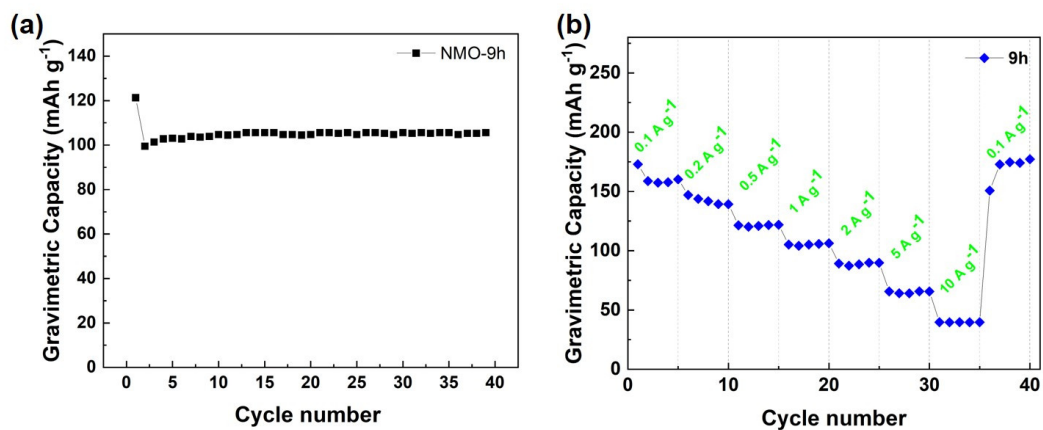 (a)
NMO-9h
Gravimetric Capacity (mAh g⁻¹)
140
120
100
80
60
40
20
0
0 5 10 15 20 25 30 35 40
Cycle number
(b)
9h
Gravimetric Capacity (mAh g⁻¹)
250
200
150
100
50
0
0.1 A g⁻¹
0.2 A g⁻¹
0.5 A g⁻¹
1 A g⁻¹
2 A g⁻¹
5 A g⁻¹
10 A g⁻¹
0.1 A g⁻¹
0 10 20 30 40
Cycle number